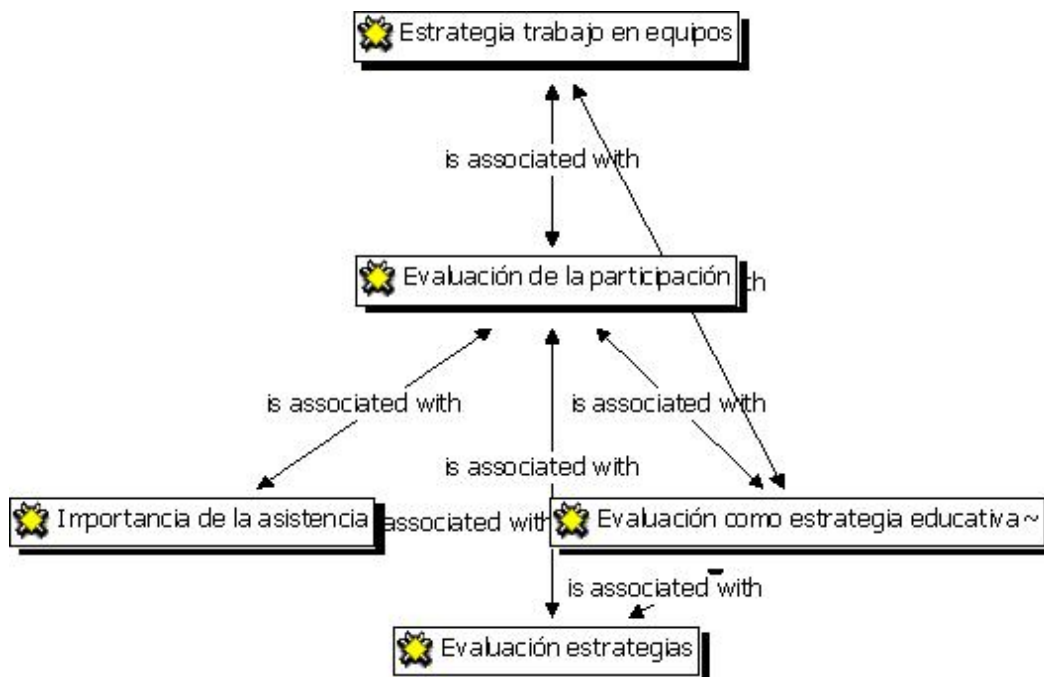 Estrategia trabajo en equipos
is associated with
Evaluación de la participación
th
is associated with
is associated with
is associated with
Importancia de la asistencia
associated with
Evaluación como estrategia educativa~
is associated with
Evaluación estrategias